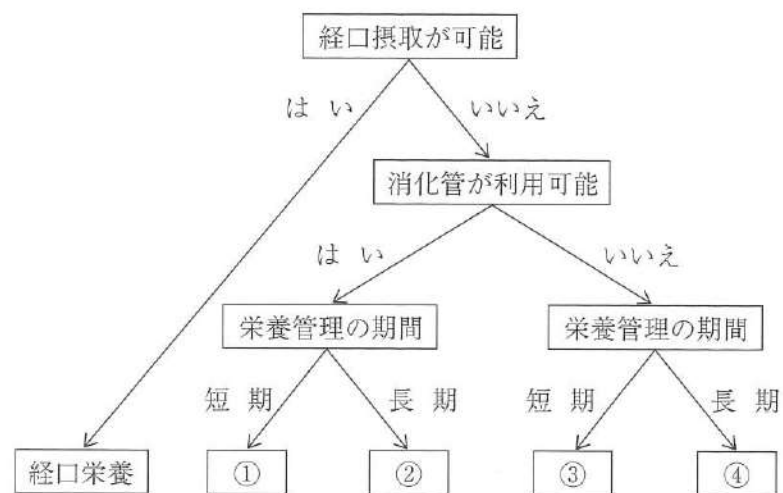 経口摂取が可能
はい
いいえ
消化管が利用可能
はい
いいえ
栄養管理の期間
栄養管理の期間
短期
長期
短期
長期
経口栄養
①
②
③
④